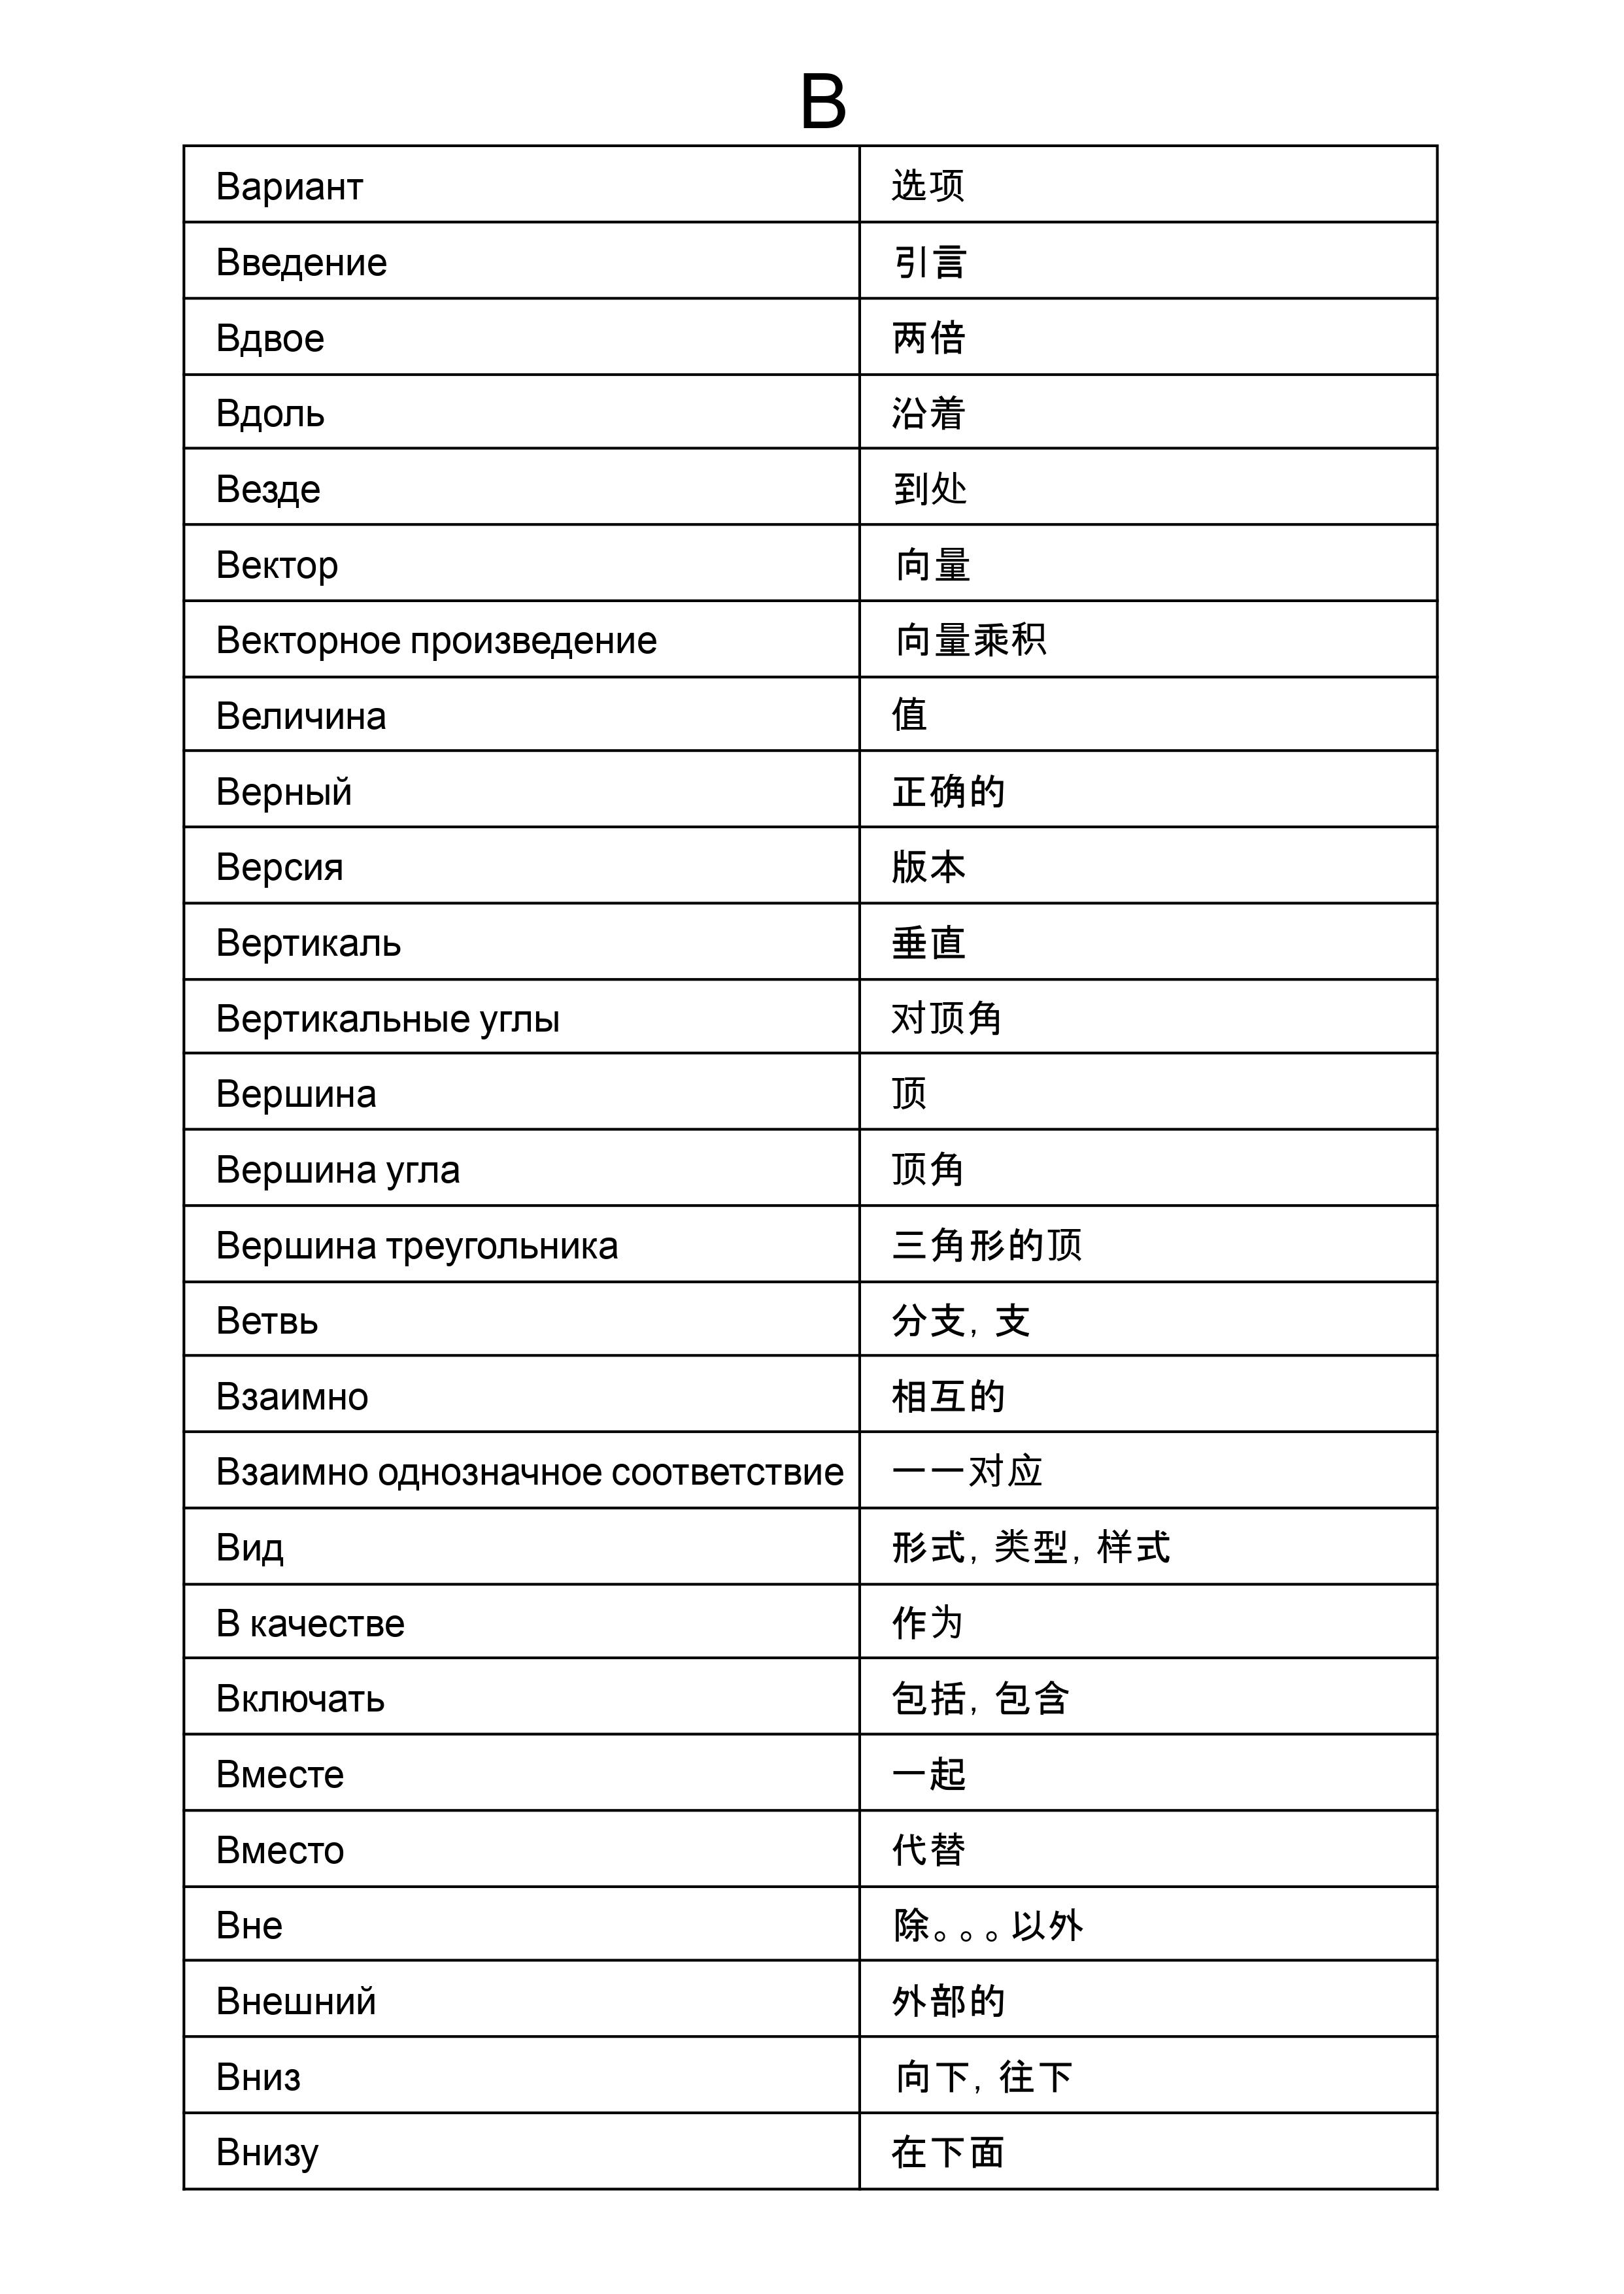 В
Вариант 选项
Введение 引言
Вдвое 两倍
Вдоль 沿着
Везде 到处
Вектор 向量
Векторное произведение 向量乘积
Величина 值
Верный 正确的
Версия 版本
Вертикаль 垂直
Вертикальные углы 对顶角
Вершина 顶
Вершина угла 顶角
Вершина треугольника 三角形的顶
Ветвь 分支, 支
Взаимно 相互的
Взаимно однозначное соответствие 一一对应
Вид 形式, 类型, 样式
В качестве 作为
Включать 包括, 包含
Вместе 一起
Вместо 代替
Вне 除。。。以外
Внешний 外部的
Вниз 向下, 往下
Внизу 在下面